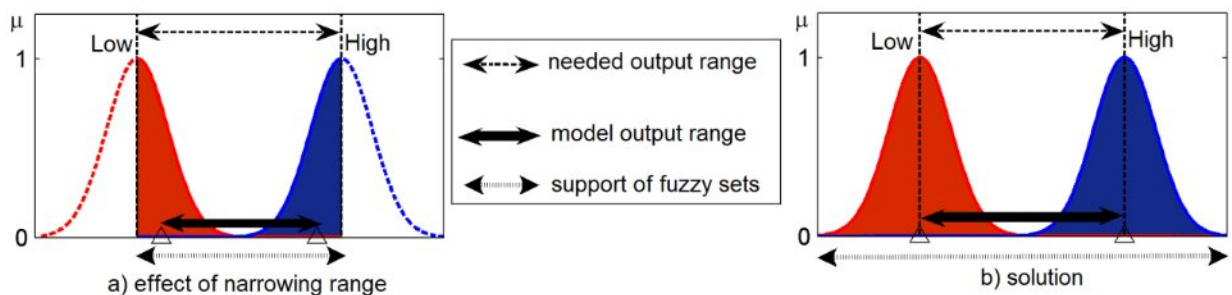 μ
Low
High
1
0
a) effect of narrowing range
needed output range
model output range
support of fuzzy sets
μ
Low
High
1
0
b) solution